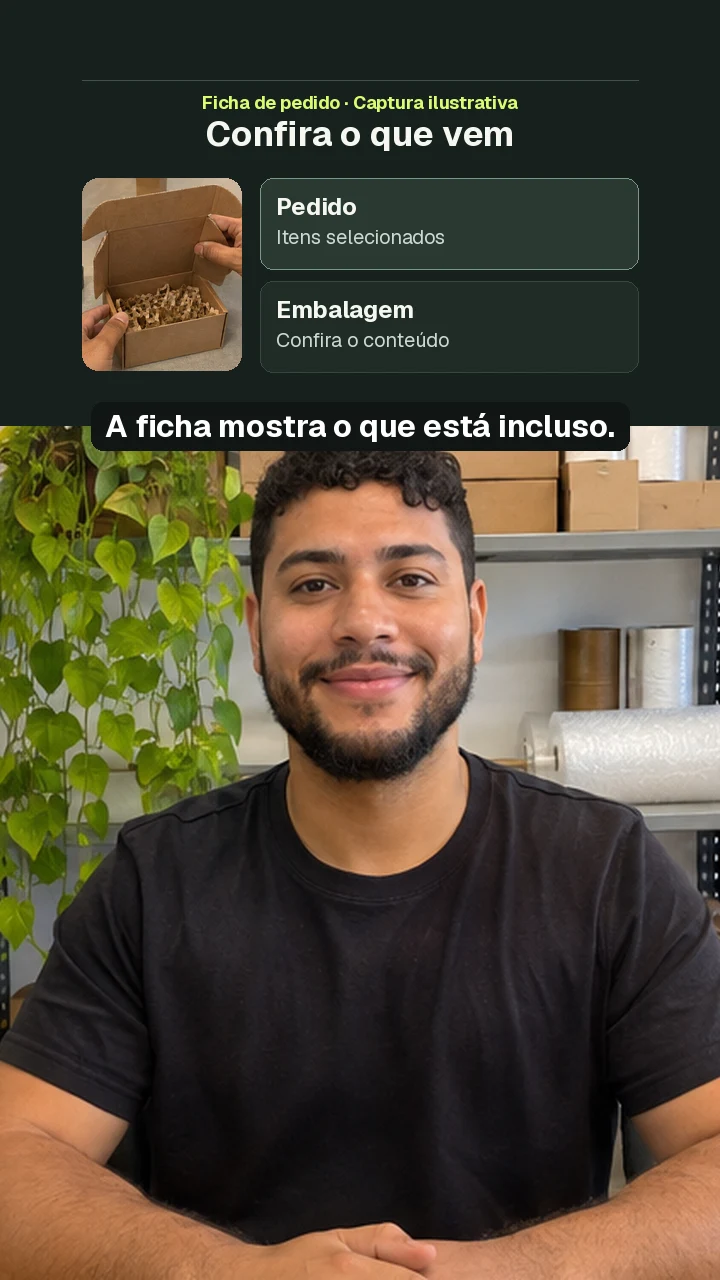 Ficha de pedido · Captura ilustrativa
Confira o que vem
Pedido
Itens selecionados
Embalagem
Confira o conteúdo
A ficha mostra o que está incluso.